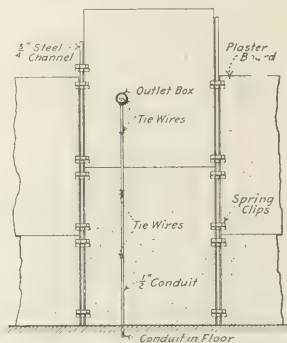 3/4" Steel
Channel
Plaster
Board
Outlet Box
Tie Wires
Spring
Clips
Tie Wires
1/2" Conduit
Conduit in Floor